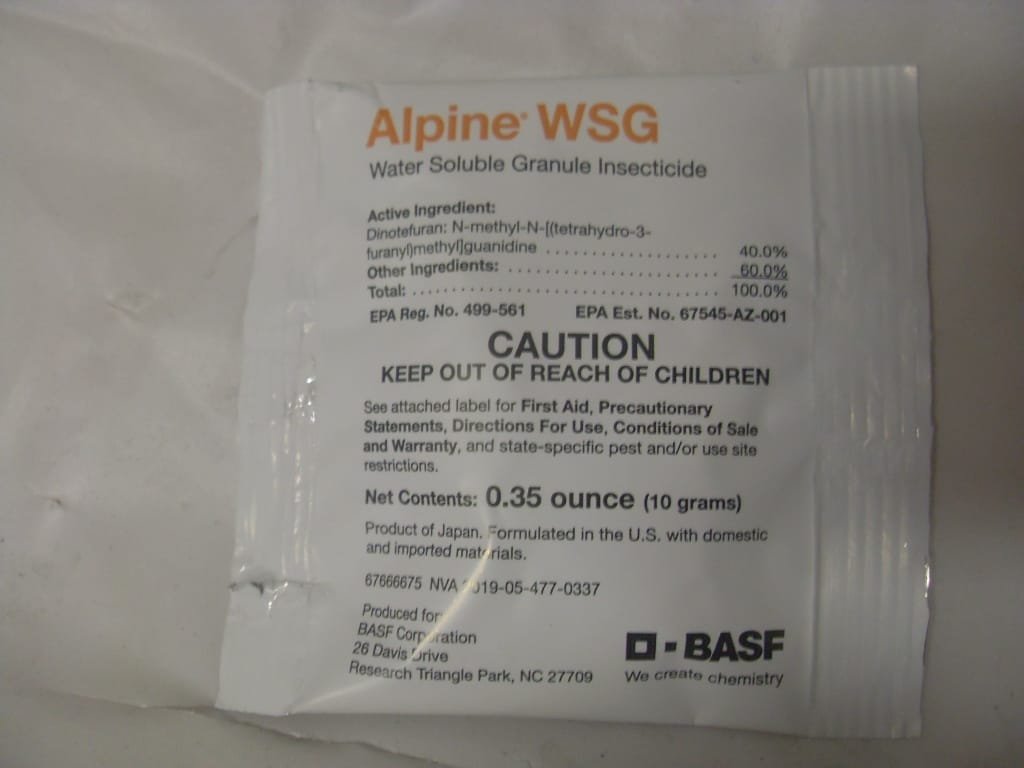 Alpine® WSG
Water Soluble Granule Insecticide
Active Ingredient:
Dinotefuran: N-methyl-N-[(tetrahydro-3-
furanyl)methyl]guanidine . . . . . . . . . . . . . . . . . . . 40.0%
Other Ingredients: . . . . . . . . . . . . . . . . . . . . . . . 60.0%
Total: . . . . . . . . . . . . . . . . . . . . . . . . . . . . . . . . . 100.0%
EPA Reg. No. 499-561 EPA Est. No. 67545-AZ-001
CAUTION
KEEP OUT OF REACH OF CHILDREN
See attached label for First Aid, Precautionary
Statements, Directions For Use, Conditions of Sale
and Warranty, and state-specific pest and/or use site
restrictions.
Net Contents: 0.35 ounce (10 grams)
Product of Japan. Formulated in the U.S. with domestic
and imported materials.
67666675 NVA 2019-05-477-0337
Produced for:
BASF Corporation
26 Davis Drive
Research Triangle Park, NC 27709
BASF
We create chemistry